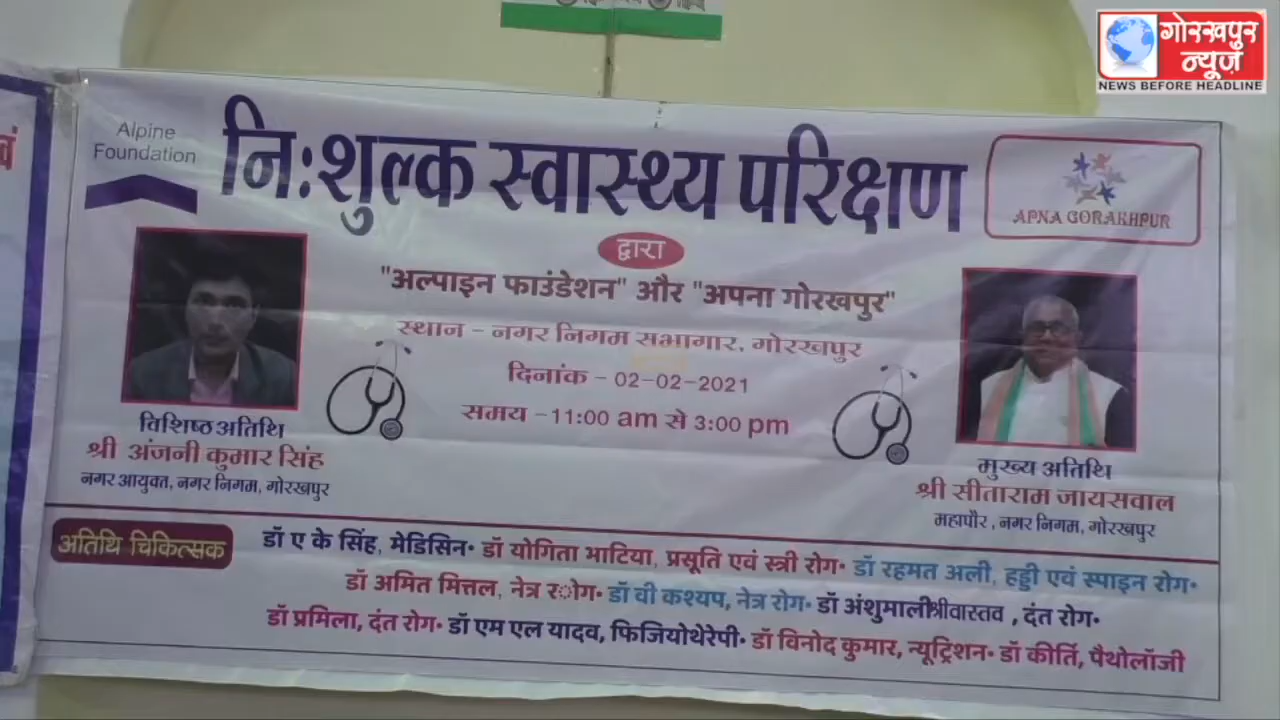 गोरखपुर
न्यूज़
NEWS BEFORE HEADLINE
Alpine
Foundation
नि:शुल्क स्वास्थ्य परिक्षण
APNA GORAKHPUR
द्वारा
"अल्पाइन फाउंडेशन" और "अपना गोरखपुर"
स्थान - नगर निगम सभागार, गोरखपुर
दिनांक - 02-02-2021
समय -11:00 am से 3:00 pm
विशिष्ठ अतिथि
श्री अंजनी कुमार सिंह
नगर आयुक्त, नगर निगम, गोरखपुर
मुख्य अतिथि
श्री सीताराम जायसवाल
महापौर, नगर निगम, गोरखपुर
अतिथि चिकित्सक
डॉ ए के सिंह, मेडिसिन• डॉ योगिता भाटिया, प्रसूति एवं स्त्री रोग• डॉ रहमत अली, हड्डी एवं स्पाइन रोग•
डॉ अमित मित्तल, नेत्र रोग• डॉ वी कश्यप, नेत्र रोग• डॉ अंशुमाली श्रीवास्तव , दंत रोग•
डॉ प्रमिला, दंत रोग• डॉ एम एल यादव, फिजियोथेरेपी• डॉ विनोद कुमार, न्यूट्रिशन• डॉ कीर्ति, पैथोलॉजी